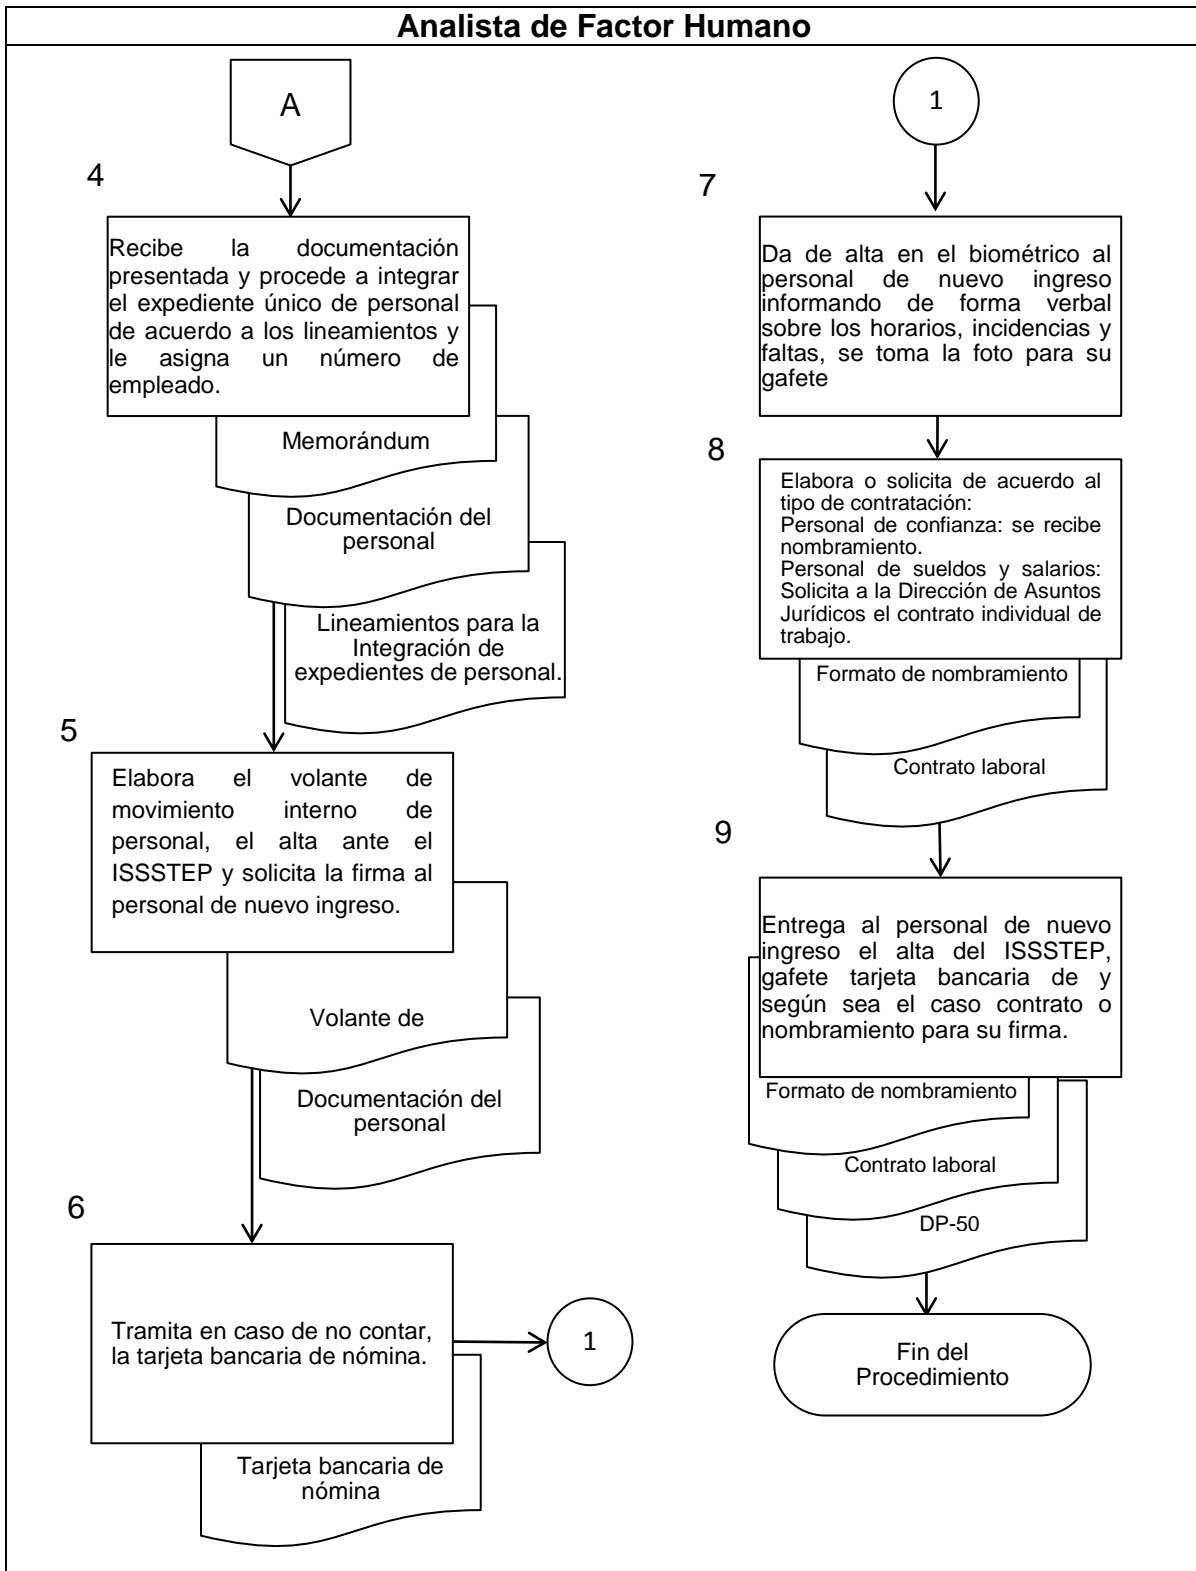 Analista de Factor Humano
A
4
Recibe la documentación
presentada y procede a integrar
el expediente único de personal
de acuerdo a los lineamientos y
le asigna un número de
empleado.
Memorándum
Documentación del
personal
Lineamientos para la
Integración de
expedientes de personal.
5
Elabora el volante de
movimiento interno de
personal, el alta ante el
ISSSTEP y solicita la firma al
personal de nuevo ingreso.
Volante de
Documentación del
personal
6
Tramita en caso de no contar,
la tarjeta bancaria de nómina.
1
Tarjeta bancaria de
nómina
1
7
Da de alta en el biométrico al
personal de nuevo ingreso
informando de forma verbal
sobre los horarios, incidencias y
faltas, se toma la foto para su
gafete
8
Elabora o solicita de acuerdo al
tipo de contratación:
Personal de confianza: se recibe
nombramiento.
Personal de sueldos y salarios:
Solicita a la Dirección de Asuntos
Jurídicos el contrato individual de
trabajo.
Formato de nombramiento
Contrato laboral
9
Entrega al personal de nuevo
ingreso el alta del ISSSTEP,
gafete tarjeta bancaria de y
según sea el caso contrato o
nombramiento para su firma.
Formato de nombramiento
Contrato laboral
DP-50
Fin del
Procedimiento